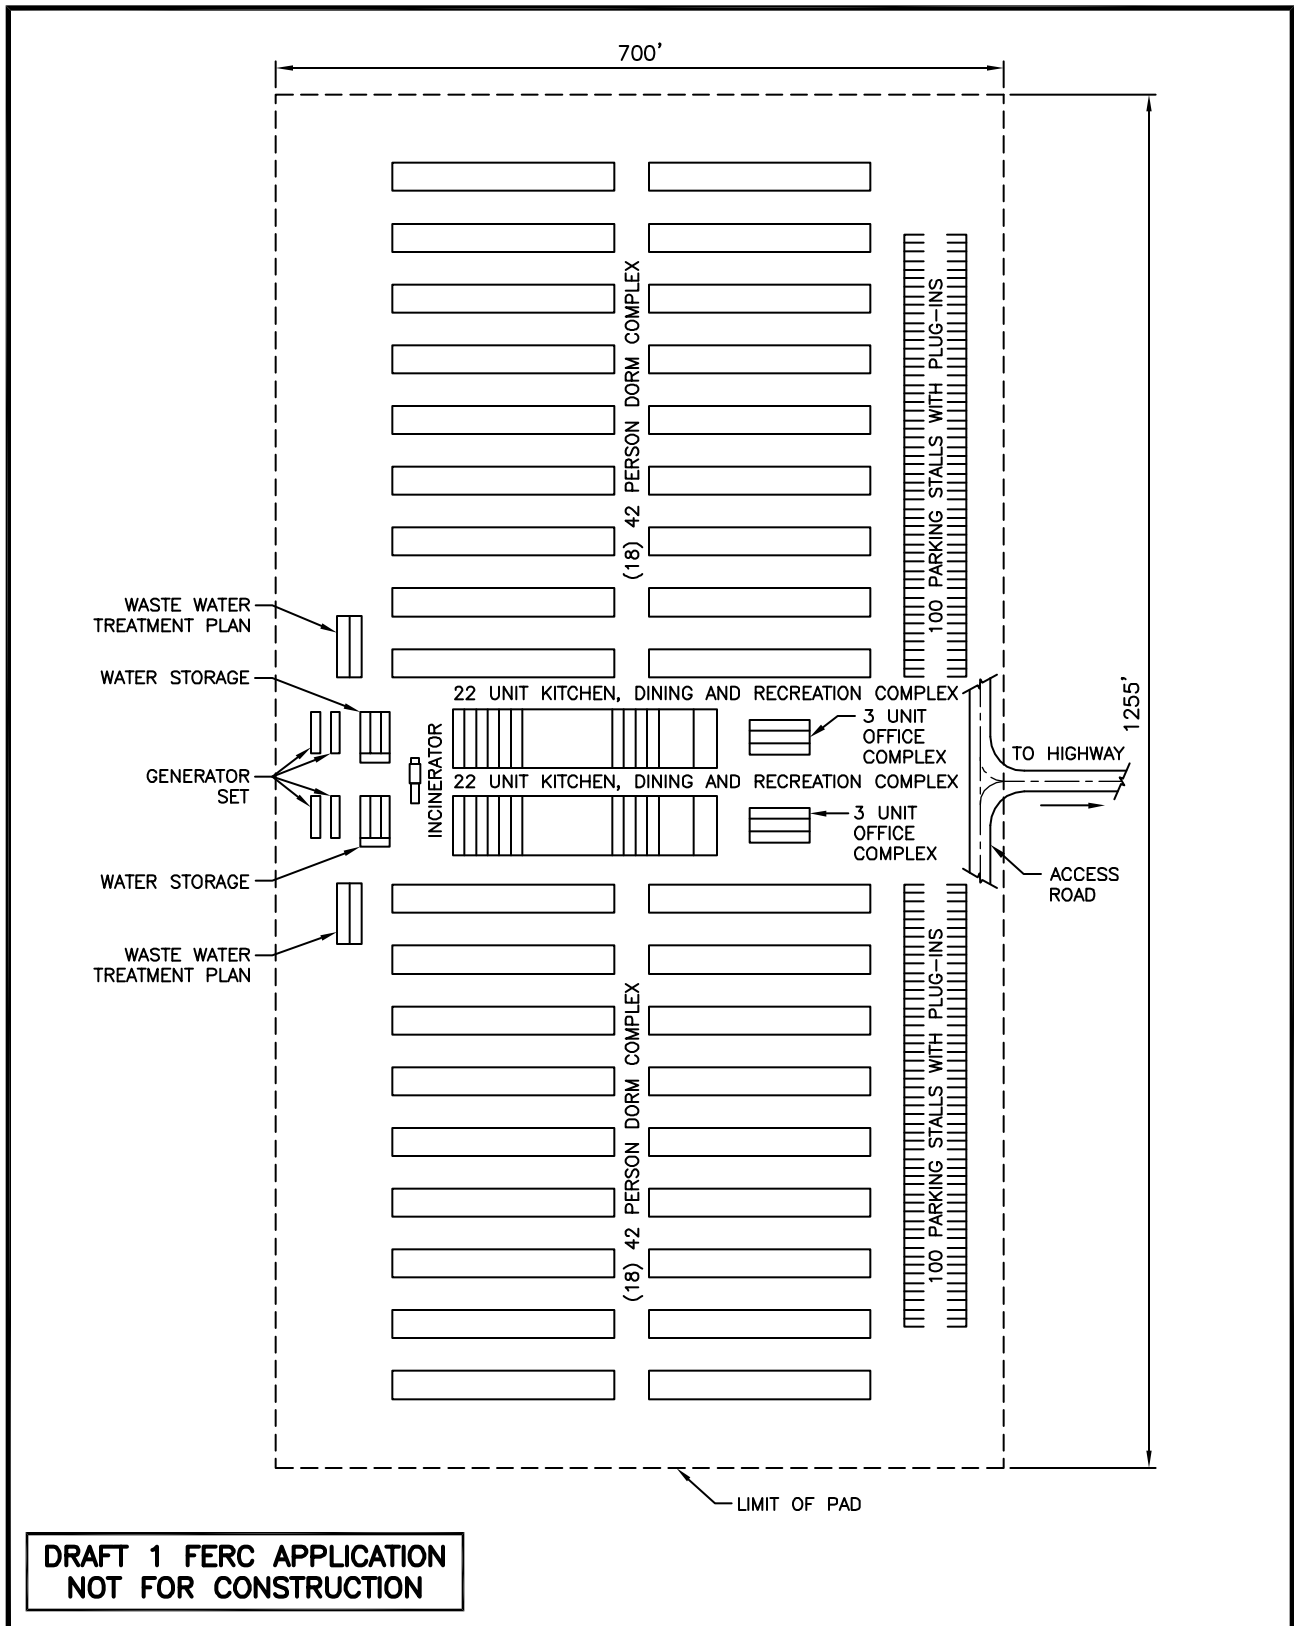 700'
(18) 42 PERSON DORM COMPLEX
100 PARKING STALLS WITH PLUG-INS
WASTE WATER
TREATMENT PLAN
WATER STORAGE
22 UNIT KITCHEN, DINING AND RECREATION COMPLEX
3 UNIT
OFFICE
COMPLEX
1255'
TO HIGHWAY
GENERATOR
SET
INCINERATOR
22 UNIT KITCHEN, DINING AND RECREATION COMPLEX
3 UNIT
OFFICE
COMPLEX
WATER STORAGE
ACCESS
ROAD
WASTE WATER
TREATMENT PLAN
(18) 42 PERSON DORM COMPLEX
100 PARKING STALLS WITH PLUG-INS
LIMIT OF PAD
DRAFT 1 FERC APPLICATION
NOT FOR CONSTRUCTION